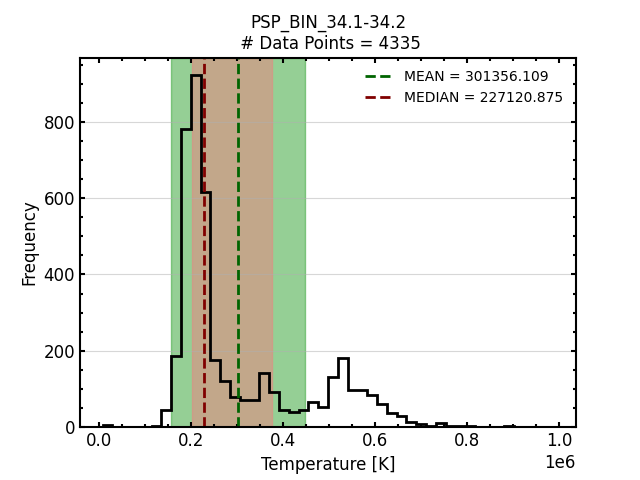 PSP_BIN_34.1-34.2
# Data Points = 4335
MEAN = 301356.109
MEDIAN = 227120.875
Frequency
800
600
400
200
0
0.0 0.2 0.4 0.6 0.8 1.0
1e6
Temperature [K]